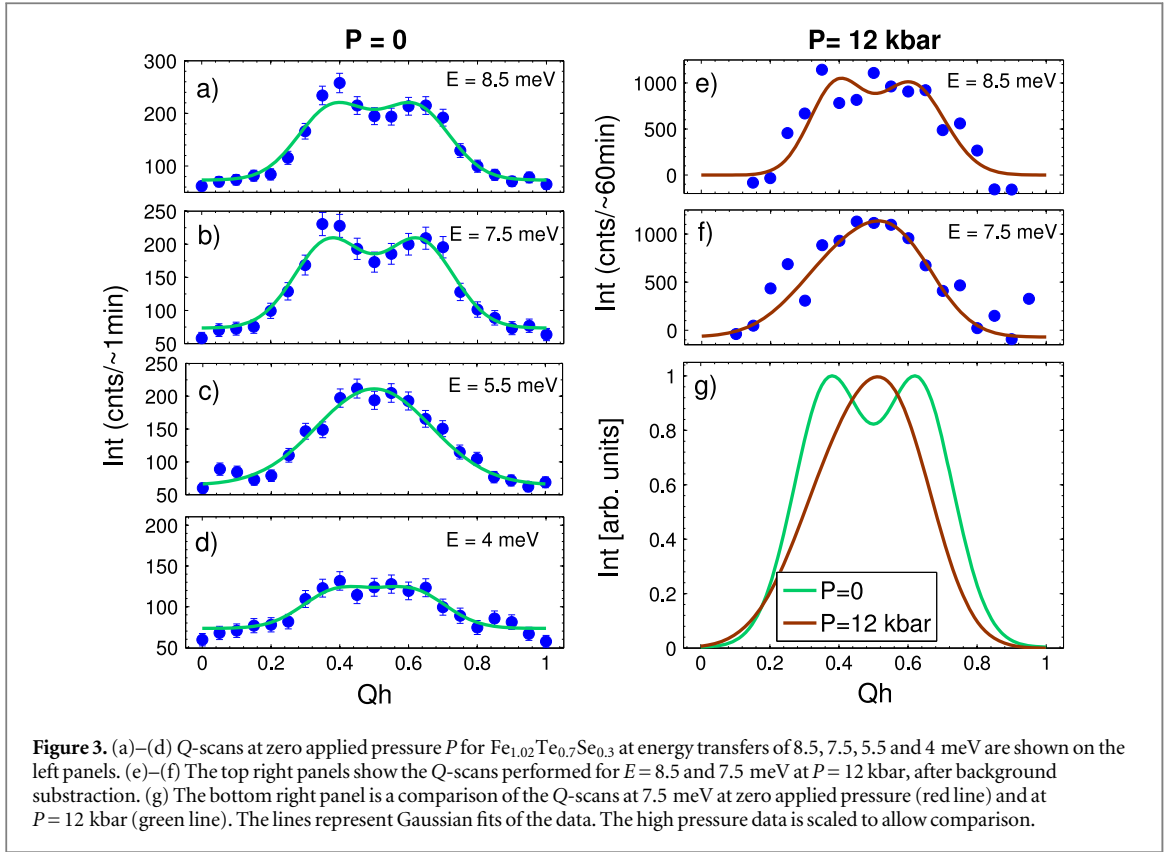 P = 0
a)
E = 8.5 meV
300
200
100
b)
E = 7.5 meV
250
200
150
100
50
c)
E = 5.5 meV
250
200
150
100
50
d)
E = 4 meV
200
150
100
50
0 0.2 0.4 0.6 0.8 1
Qh
Int (cnts/~1min)
P= 12 kbar
e)
E = 8.5 meV
1000
500
0
f)
E = 7.5 meV
1000
500
0
Int (cnts/~60min)
g)
1
0.8
0.6
0.4
0.2
0
Int [arb. units]
P=0
P=12 kbar
0 0.2 0.4 0.6 0.8 1
Qh
Figure 3. (a)–(d) Q-scans at zero applied pressure P for Fe1.02Te0.7Se0.3 at energy transfers of 8.5, 7.5, 5.5 and 4 meV are shown on the
left panels. (e)–(f) The top right panels show the Q-scans performed for E = 8.5 and 7.5 meV at P = 12 kbar, after background
substraction. (g) The bottom right panel is a comparison of the Q-scans at 7.5 meV at zero applied pressure (red line) and at
P = 12 kbar (green line). The lines represent Gaussian fits of the data. The high pressure data is scaled to allow comparison.